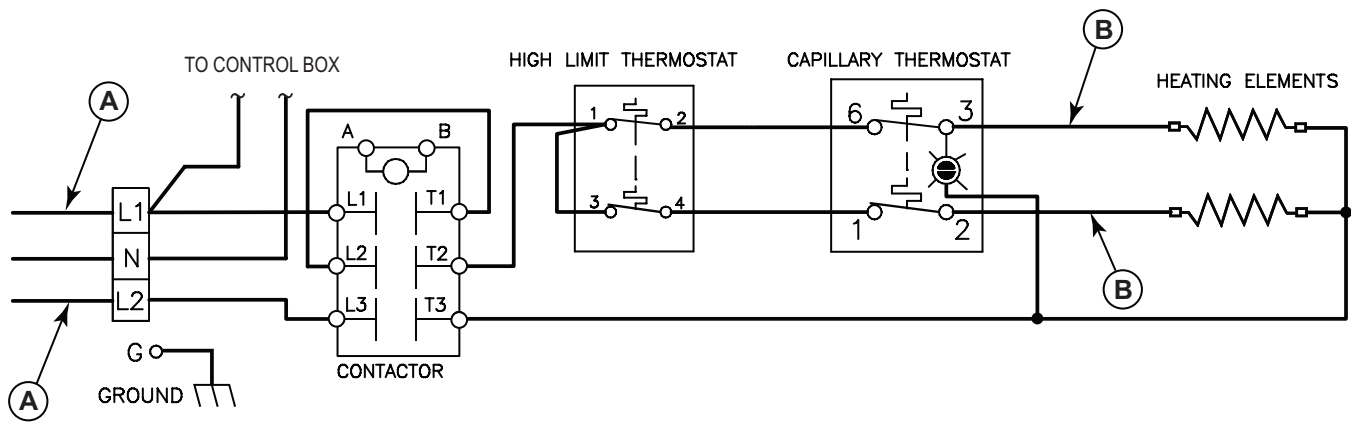 B
HIGH LIMIT THERMOSTAT
CAPILLARY THERMOSTAT
TO CONTROL BOX
HEATING ELEMENTS
A
1
2
6
3
A
B
L1
L1
T1
3
4
1
2
N
L2
T2
B
L2
L3
T3
G
CONTACTOR
GROUND
A